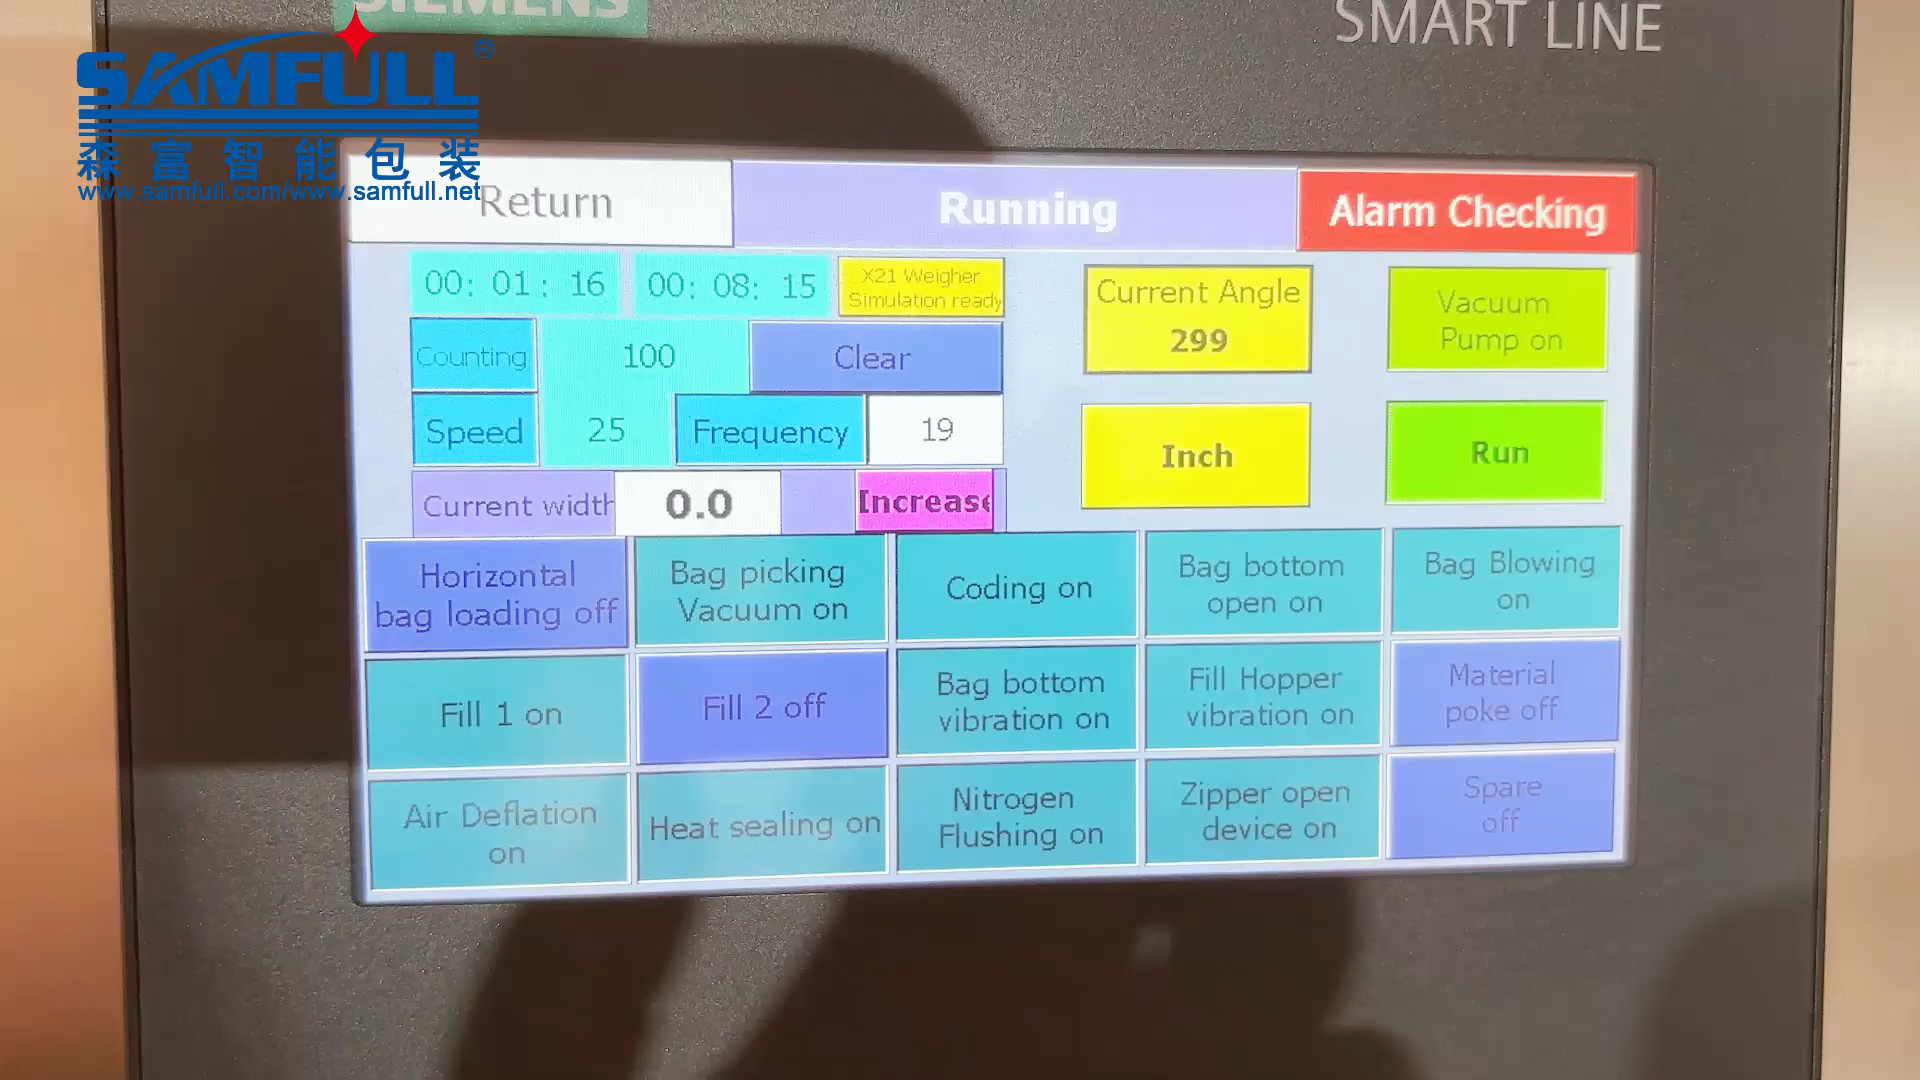 SIEMENS
SMART LINE
SAMFULL®
森富智能包装
www.samfull.com/www.samfull.net
Return
Running
Alarm Checking
00: 01: 16
00: 08: 15
X21 Weigher
Simulation ready
Current Angle
299
Vacuum
Pump on
Counting
100
Clear
Speed
25
Frequency
19
Inch
Run
Current width
0.0
Increase
Horizontal
bag loading off
Bag picking
Vacuum on
Coding on
Bag bottom
open on
Bag Blowing
on
Fill 1 on
Fill 2 off
Bag bottom
vibration on
Fill Hopper
vibration on
Material
poke off
Air Deflation
on
Heat sealing on
Nitrogen
Flushing on
Zipper open
device on
Spare
off